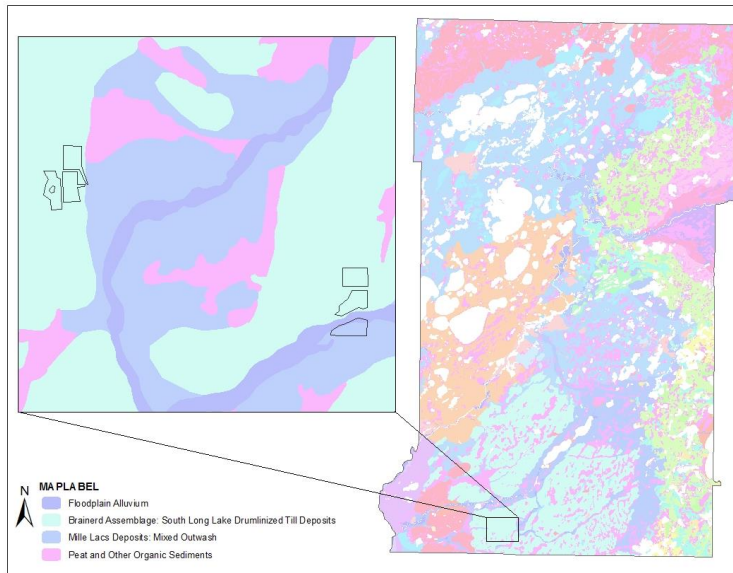 N
MAPLABEL
Floodplain Alluvium
Brainerd Assemblage: South Long Lake Drumlinized Till Deposits
Mille Lacs Deposits: Mixed Outwash
Peat and Other Organic Sediments